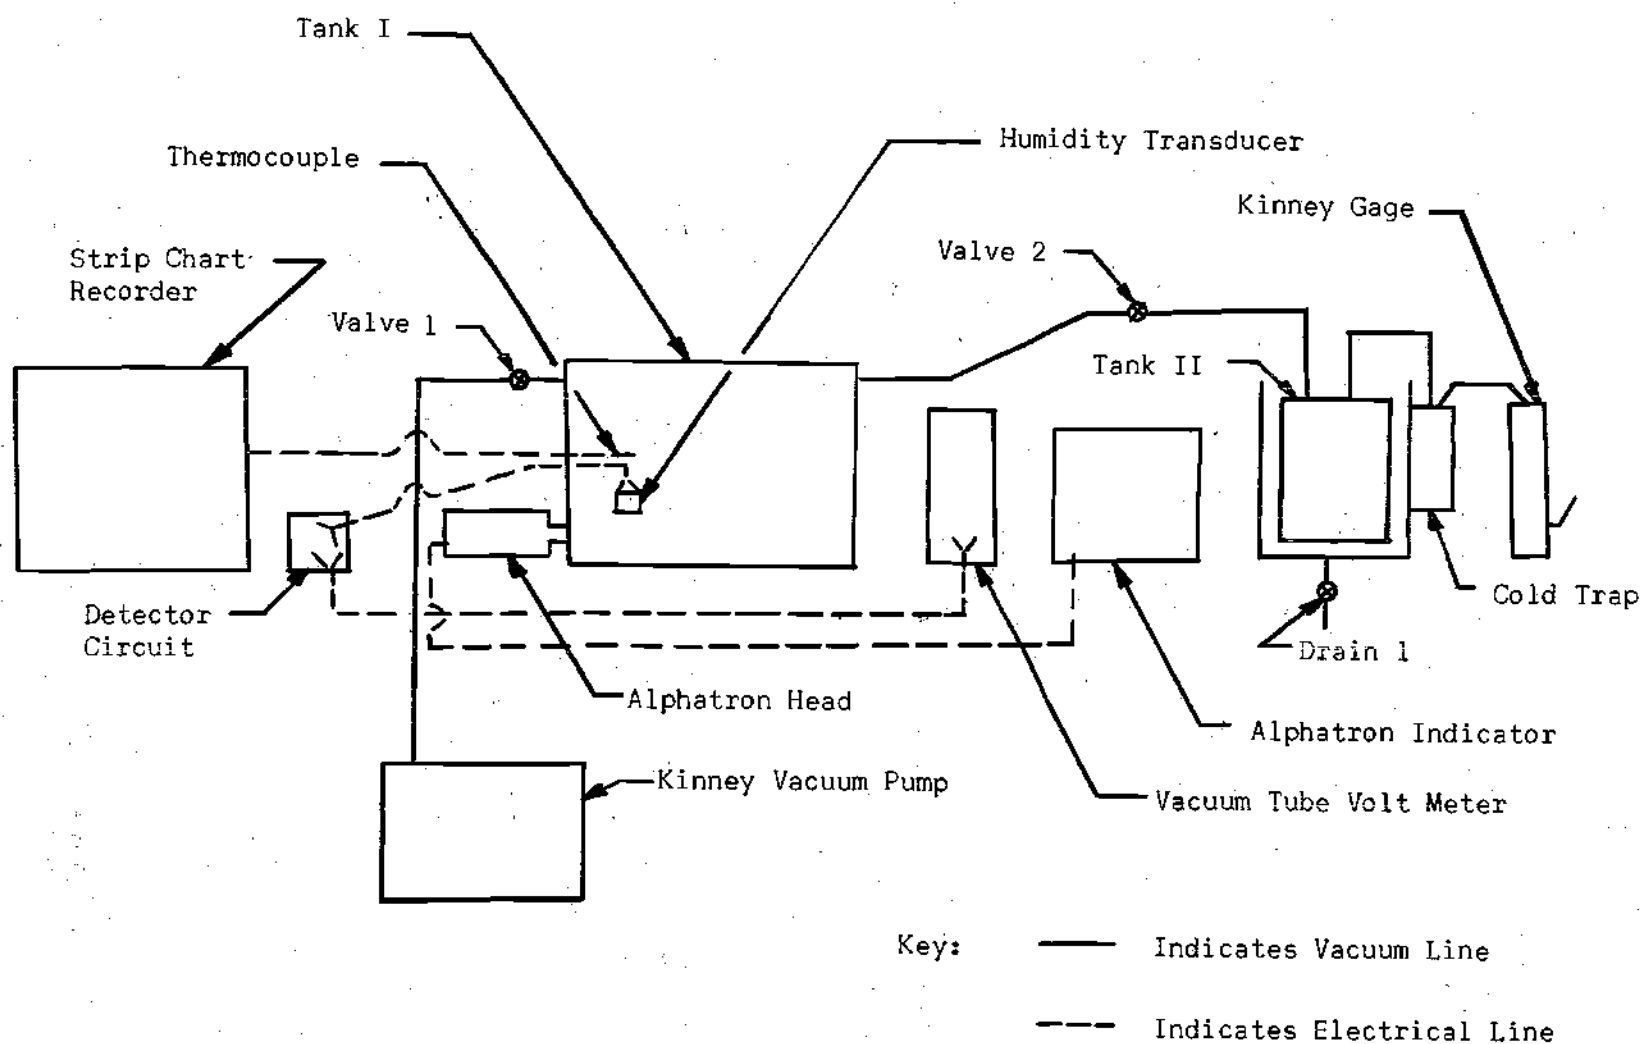 Tank I
Humidity Transducer
Thermocouple
Kinney Gage
Valve 2
Strip Chart
Recorder
Valve 1
Tank II
Cold Trap
Detector
Circuit
Drain 1
Alphatron Head
Alphatron Indicator
Kinney Vacuum Pump
Vacuum Tube Volt Meter
Key:
Indicates Vacuum Line
Indicates Electrical Line